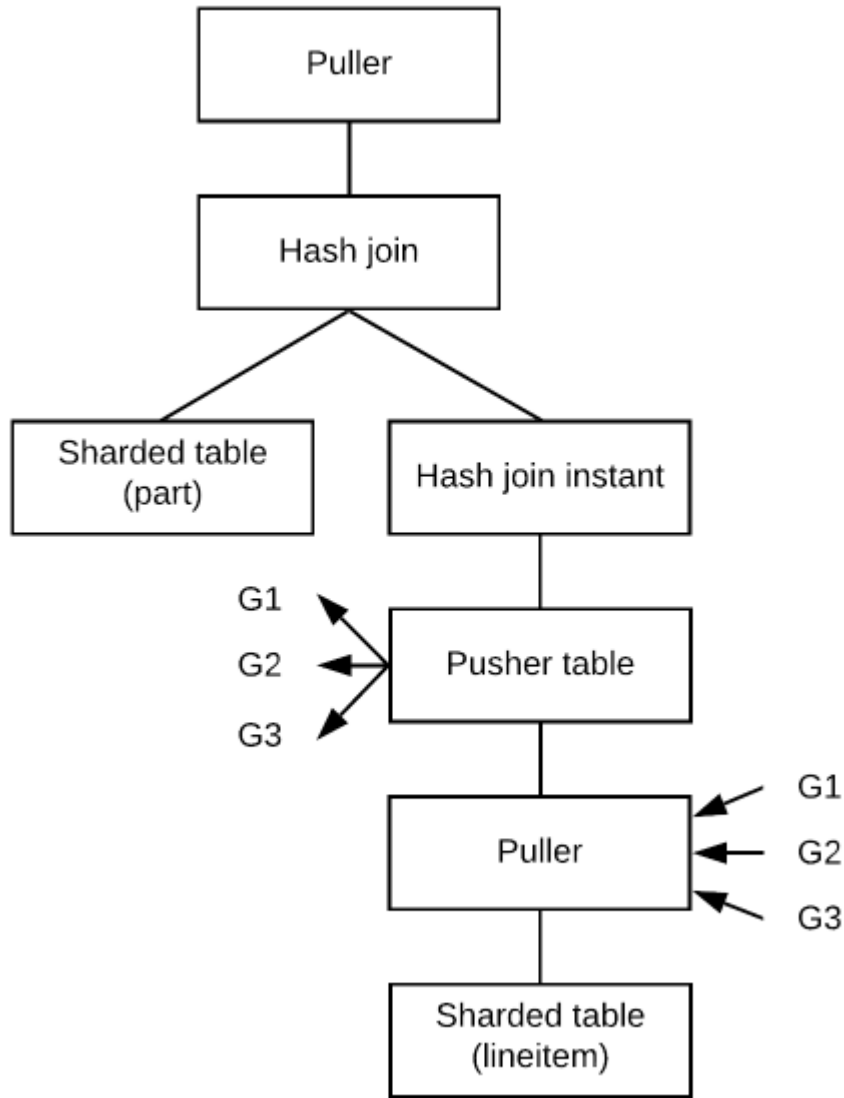 Puller
Hash join
Sharded table
(part)
Hash join instant
G1
G2
G3
Pusher table
G1
G2
G3
Puller
Sharded table
(lineitem)